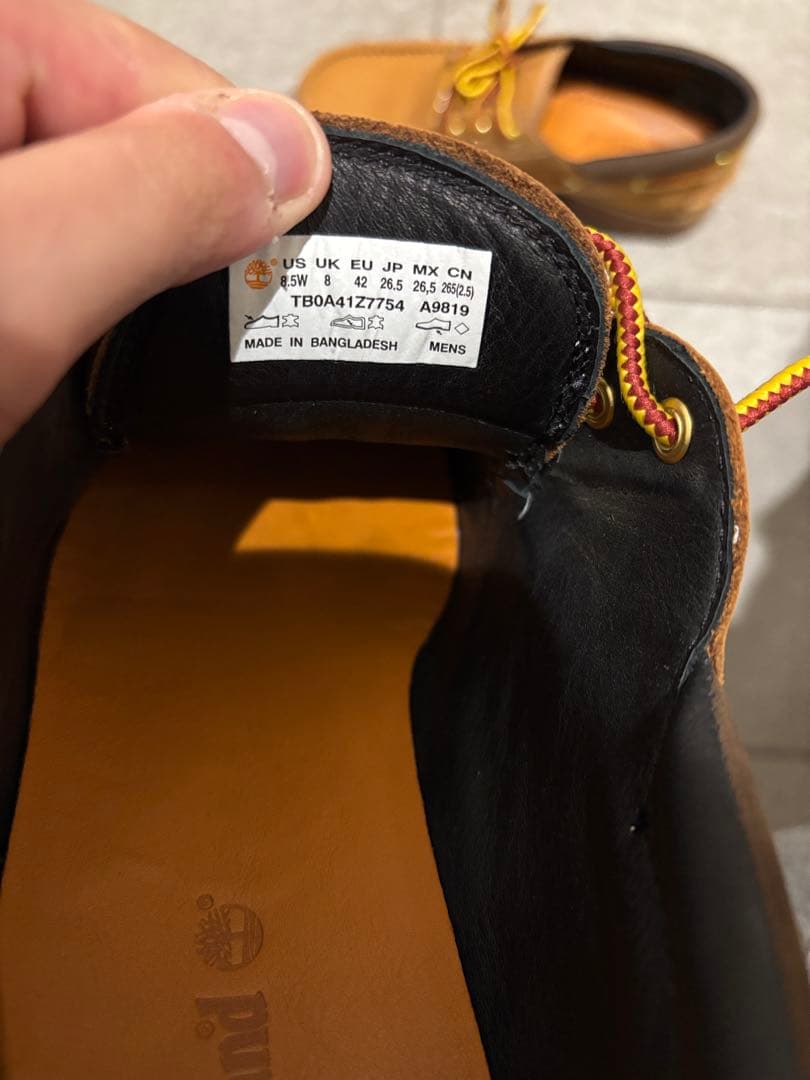 US UK EU JP MX CN
8.5W 8 42 26.5 26,5 265(2.5)
TB0A41Z7754 A9819
MADE IN BANGLADESH MENS